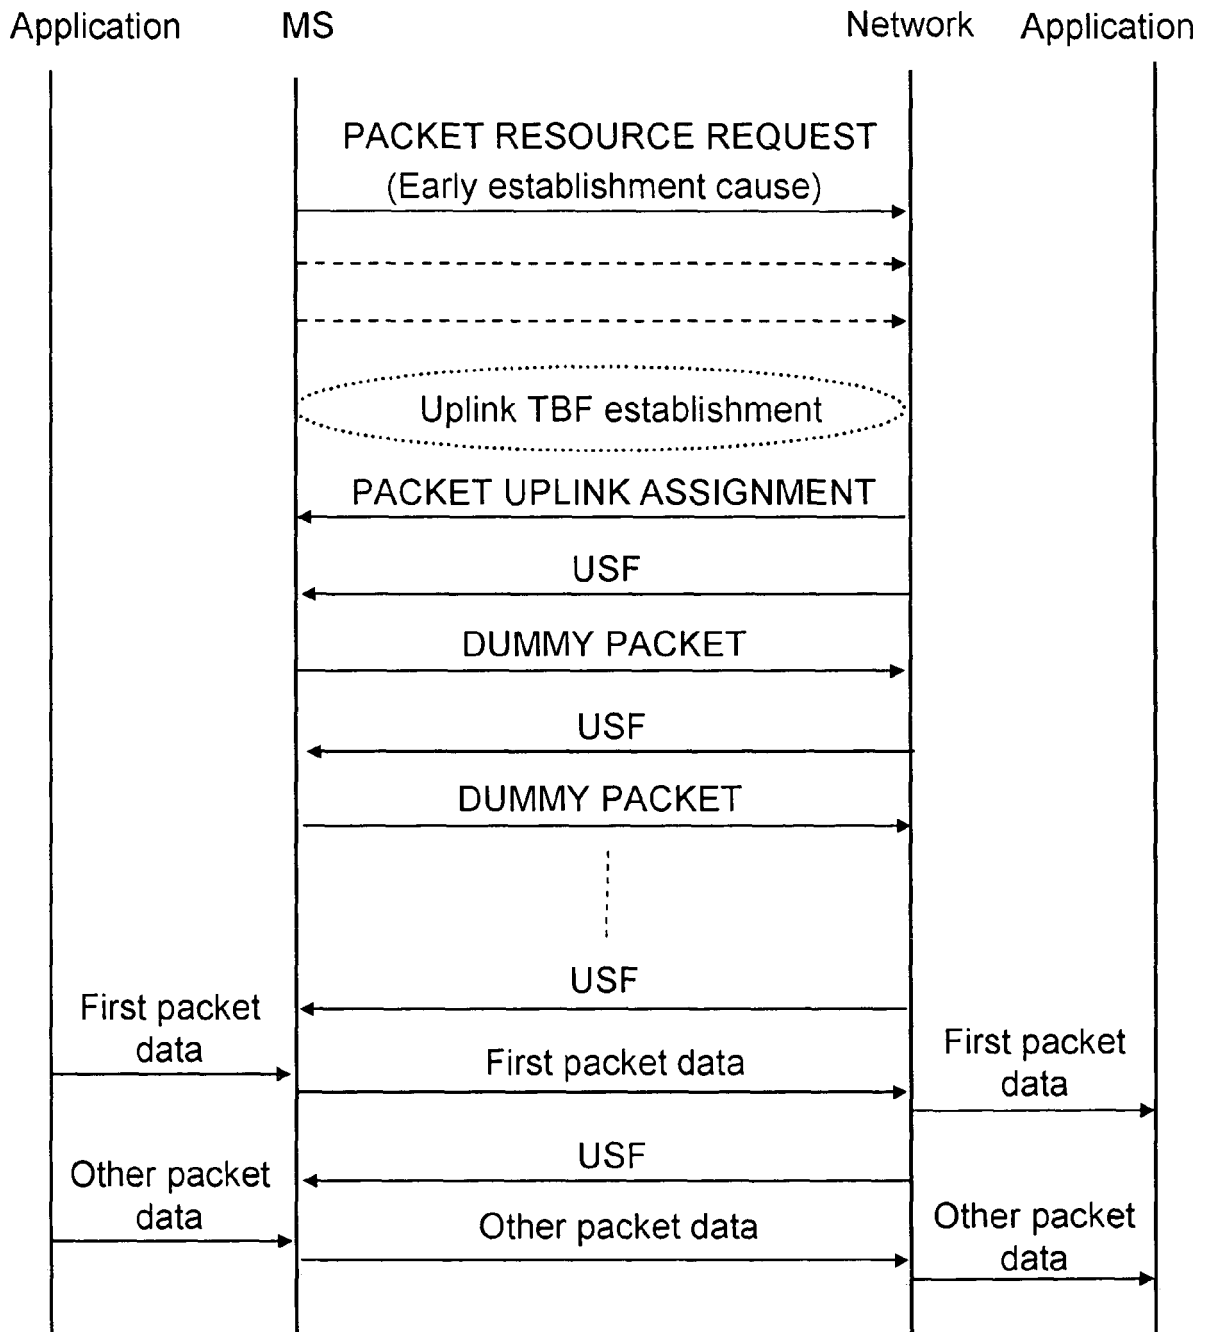 Application MS Network Application
PACKET RESOURCE REQUEST
(Early establishment cause)
Uplink TBF establishment
PACKET UPLINK ASSIGNMENT
USF
DUMMY PACKET
USF
DUMMY PACKET
USF
First packet
data
First packet data
First packet
data
USF
Other packet
data
Other packet data
Other packet
data